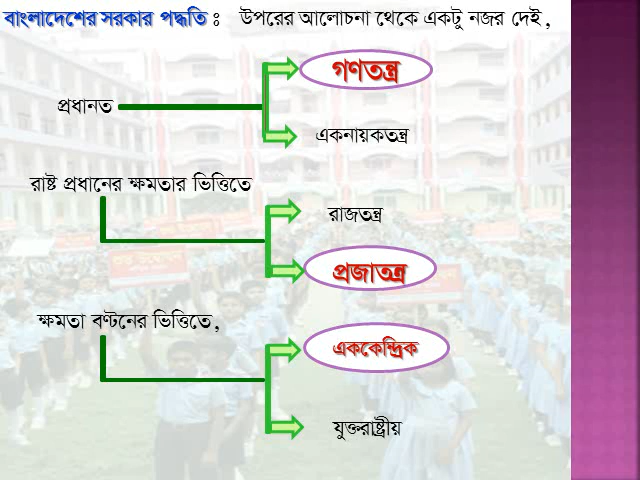 বাংলাদেশের সরকার পদ্ধতি : উপরের আলোচনা থেকে একটু নজর দেই,
গণতন্ত্র
প্রধানত
একনায়কতন্ত্র
রাষ্ট প্রধানের ক্ষমতার ভিত্তিতে
রাজতন্ত্র
প্রজাতন্ত্র
ক্ষমতা বণ্টনের ভিত্তিতে,
এককেন্দ্রিক
যুক্তরাষ্ট্রীয়